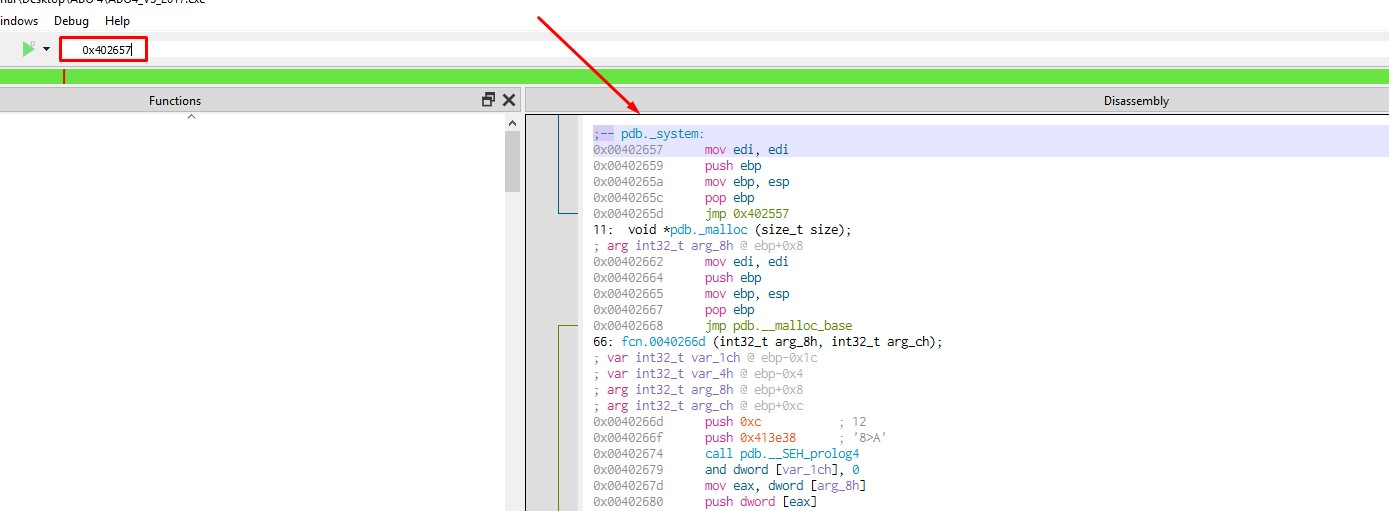 indows Debug Help
0x402657
Functions
Disassembly
;-- pdb._system:
0x00402657 mov edi, edi
0x00402659 push ebp
0x0040265a mov ebp, esp
0x0040265c pop ebp
0x0040265d jmp 0x402557
11: void *pdb._malloc (size_t size);
; arg int32_t arg_8h @ ebp+0x8
0x00402662 mov edi, edi
0x00402664 push ebp
0x00402665 mov ebp, esp
0x00402667 pop ebp
0x00402668 jmp pdb.__malloc_base
66: fcn.0040266d (int32_t arg_8h, int32_t arg_ch);
; var int32_t var_1ch @ ebp-0x1c
; var int32_t var_4h @ ebp-0x4
; arg int32_t arg_8h @ ebp+0x8
; arg int32_t arg_ch @ ebp+0xc
0x0040266d push 0xc ; 12
0x0040266f push 0x413e38 ; '8>A'
0x00402674 call pdb.__SEH_prolog4
0x00402679 and dword [var_1ch], 0
0x0040267d mov eax, dword [arg_8h]
0x00402680 push dword [eax]